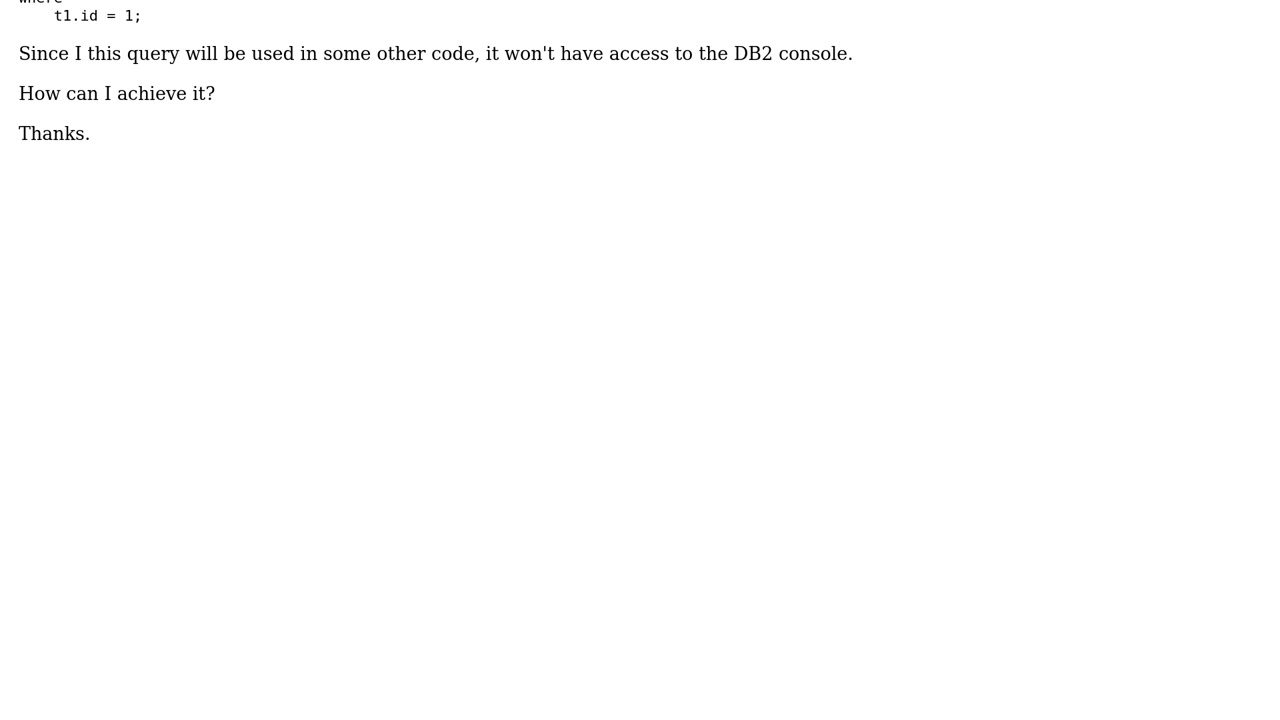 where
    t1.id = 1;
Since I this query will be used in some other code, it won't have access to the DB2 console.
How can I achieve it?
Thanks.